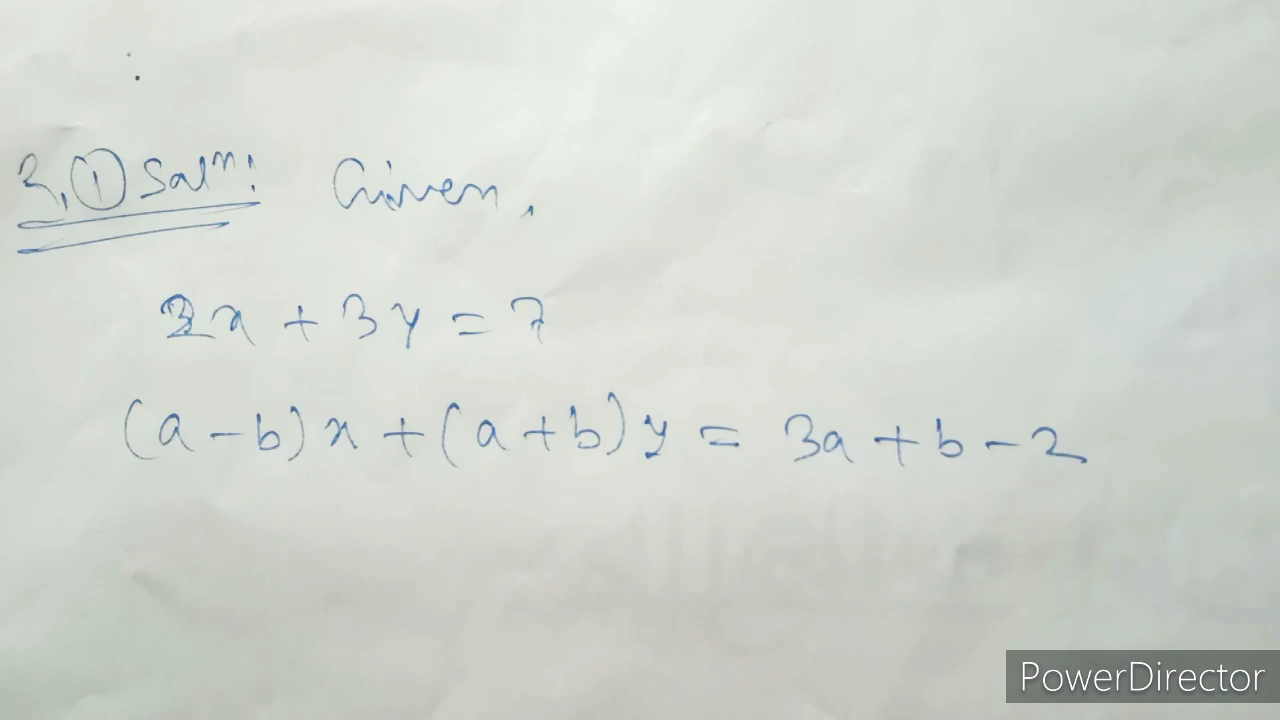 3. ① Solⁿ: Given,
2x + 3y = 7
(a - b)x + (a + b)y = 3a + b - 2
PowerDirector